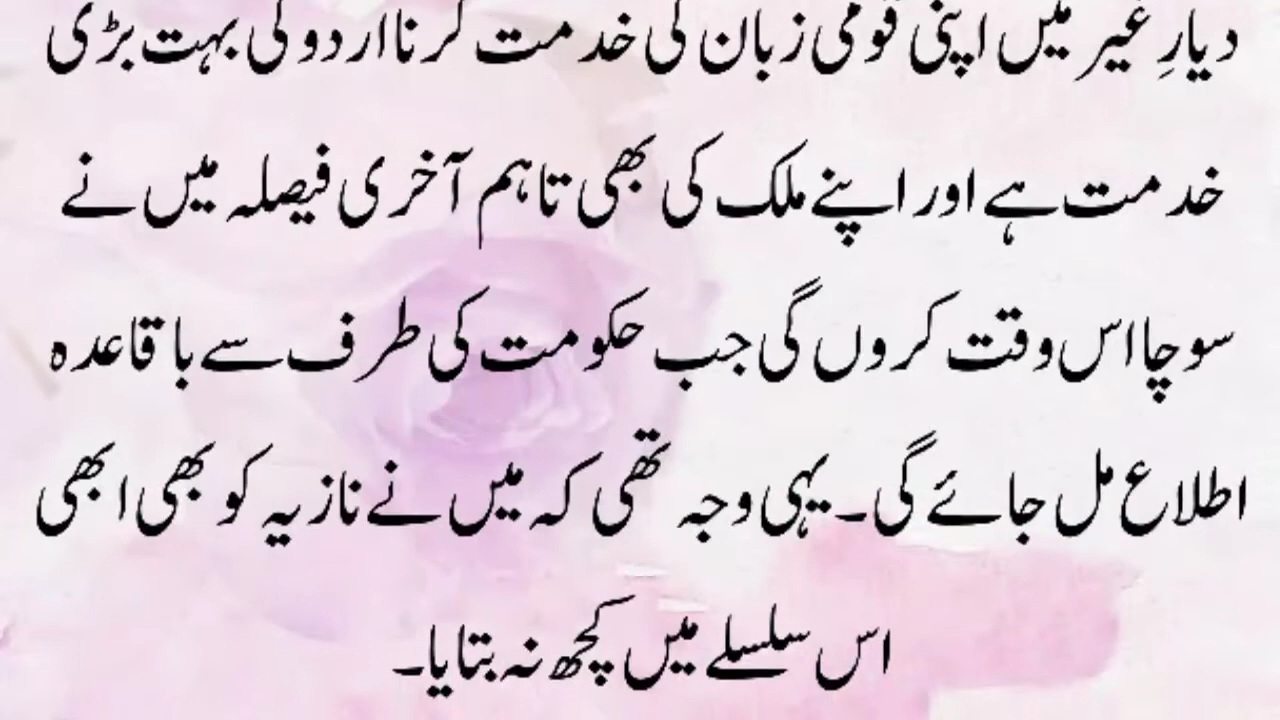 دیارِ غیر میں اپنی قومی زبان کی خدمت کرنا اردو کی بہت بڑی
خدمت ہے اور اپنے ملک کی بھی تاہم آخری فیصلہ میں نے
سوچا اس وقت کروں گی جب حکومت کی طرف سے باقاعدہ
اطلاع مل جائے گی۔ یہی وجہ تھی کہ میں نے نازیہ کو بھی ابھی
اس سلسلے میں کچھ نہ بتایا۔